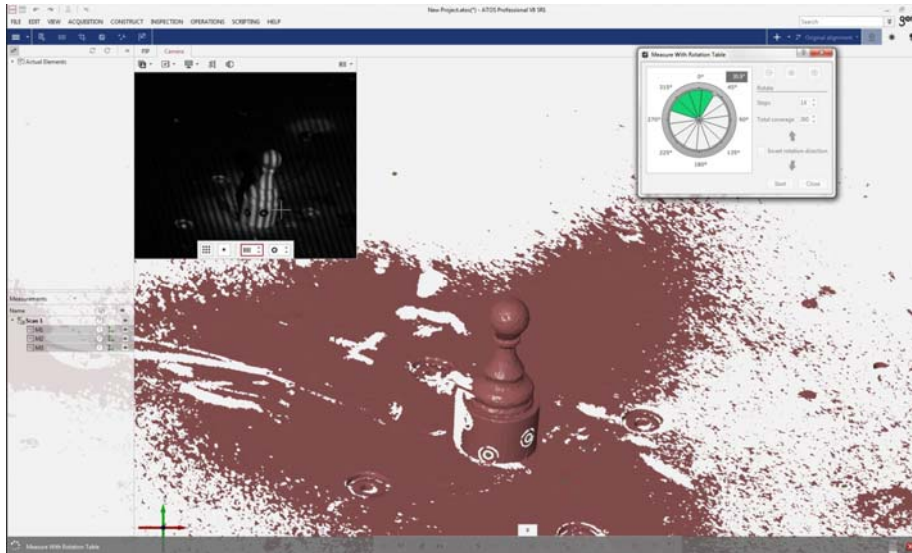 New Project.atos(*) - ATOS Professional V8 SR1
FILE EDIT VIEW ACQUISITION CONSTRUCT INSPECTION OPERATIONS SCRIPTING HELP
Search
Original alignment
Camera
Actual Elements
Measure With Rotation Table
0°
45°
90°
135°
180°
225°
270°
315°
Rotate
Steps 14
Total coverage 360
Invert rotation direction
Start Close
Measurements
Name
Scan 1
M1
M2
M3
Measure With Rotation Table